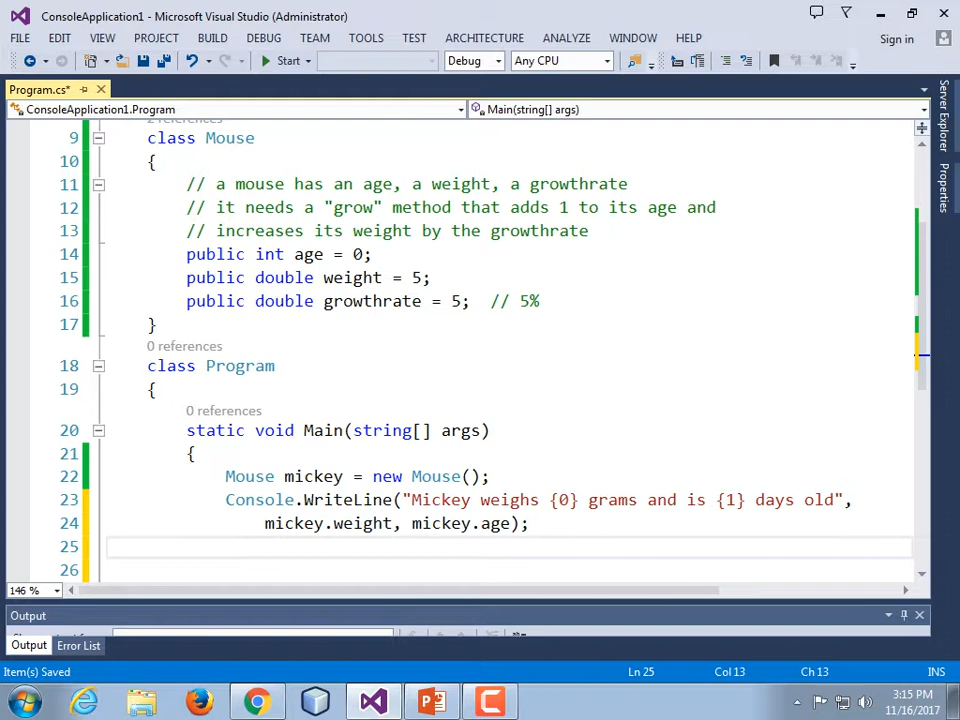 ConsoleApplication1 - Microsoft Visual Studio (Administrator)
FILE EDIT VIEW PROJECT BUILD DEBUG TEAM TOOLS TEST ARCHITECTURE ANALYZE WINDOW HELP Sign in
Start Debug Any CPU
Program.cs*
ConsoleApplication1.Program Main(string[] args)
2 references
9 class Mouse
10 {
11 // a mouse has an age, a weight, a growthrate
12 // it needs a "grow" method that adds 1 to its age and
13 // increases its weight by the growthrate
14 public int age = 0;
15 public double weight = 5;
16 public double growthrate = 5; // 5%
17 }
0 references
18 class Program
19 {
0 references
20 static void Main(string[] args)
21 {
22 Mouse mickey = new Mouse();
23 Console.WriteLine("Mickey weighs {0} grams and is {1} days old",
24 mickey.weight, mickey.age);
25
26
146 %
Output
Output Error List
Item(s) Saved Ln 25 Col 13 Ch 13 INS
3:15 PM
11/16/2017
Server Explorer
Properties